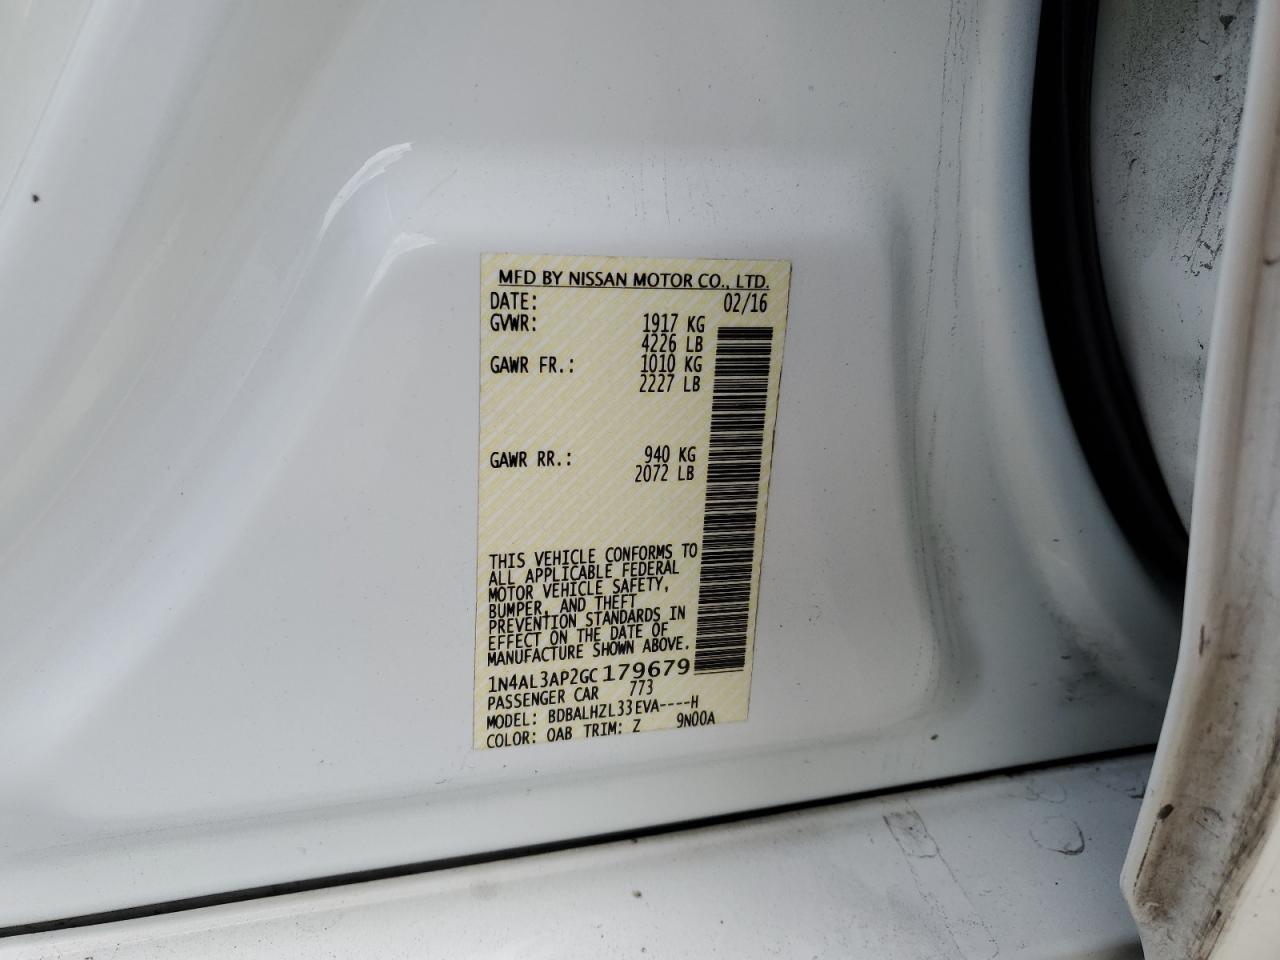 MFD BY NISSAN MOTOR CO., LTD.
DATE: 02/16
GVWR: 1917 KG
4226 LB
GAWR FR.: 1010 KG
2227 LB
GAWR RR.: 940 KG
2072 LB
THIS VEHICLE CONFORMS TO
ALL APPLICABLE FEDERAL
MOTOR VEHICLE SAFETY,
BUMPER, AND THEFT
PREVENTION STANDARDS IN
EFFECT ON THE DATE OF
MANUFACTURE SHOWN ABOVE.
1N4AL3AP2GC179679
PASSENGER CAR 773
MODEL: BDBALHZL33EVA----H
COLOR: QAB TRIM: Z 9N00A